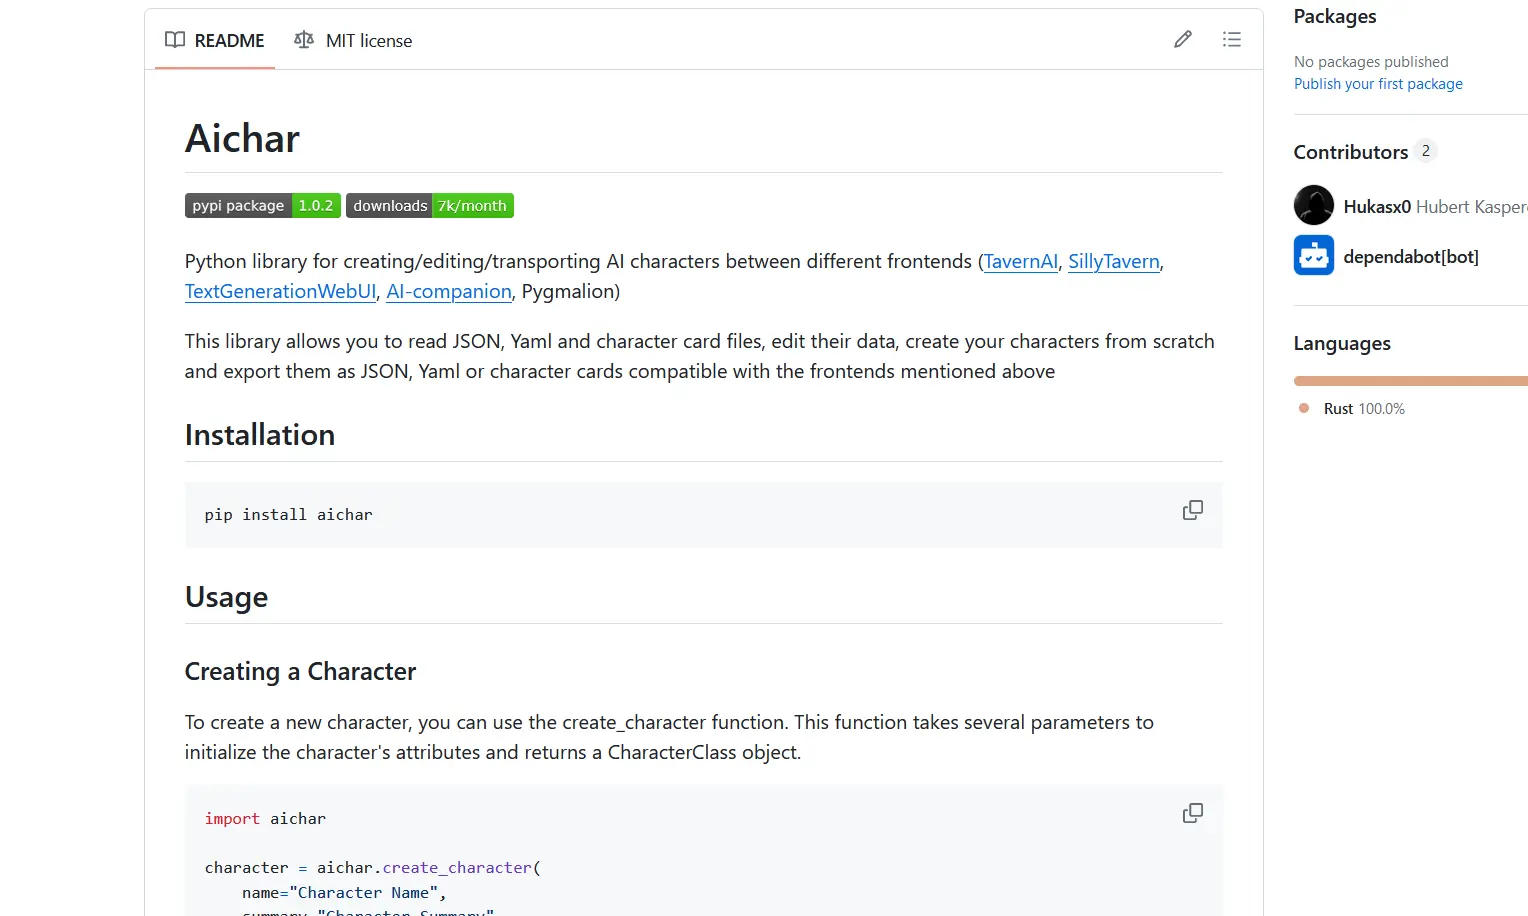 README
MIT license
Aichar
pypi package 1.0.2 downloads 7k/month
Python library for creating/editing/transporting AI characters between different frontends (TavernAI, SillyTavern,
TextGenerationWebUI, AI-companion, Pygmalion)
This library allows you to read JSON, Yaml and character card files, edit their data, create your characters from scratch
and export them as JSON, Yaml or character cards compatible with the frontends mentioned above
Installation
pip install aichar
Usage
Creating a Character
To create a new character, you can use the create_character function. This function takes several parameters to
initialize the character's attributes and returns a CharacterClass object.
import aichar
character = aichar.create_character(
name="Character Name",
summary="Character Summary"
Packages
No packages published
Publish your first package
Contributors 2
Hukasx0 Hubert Kasper
dependabot[bot]
Languages
Rust 100.0%